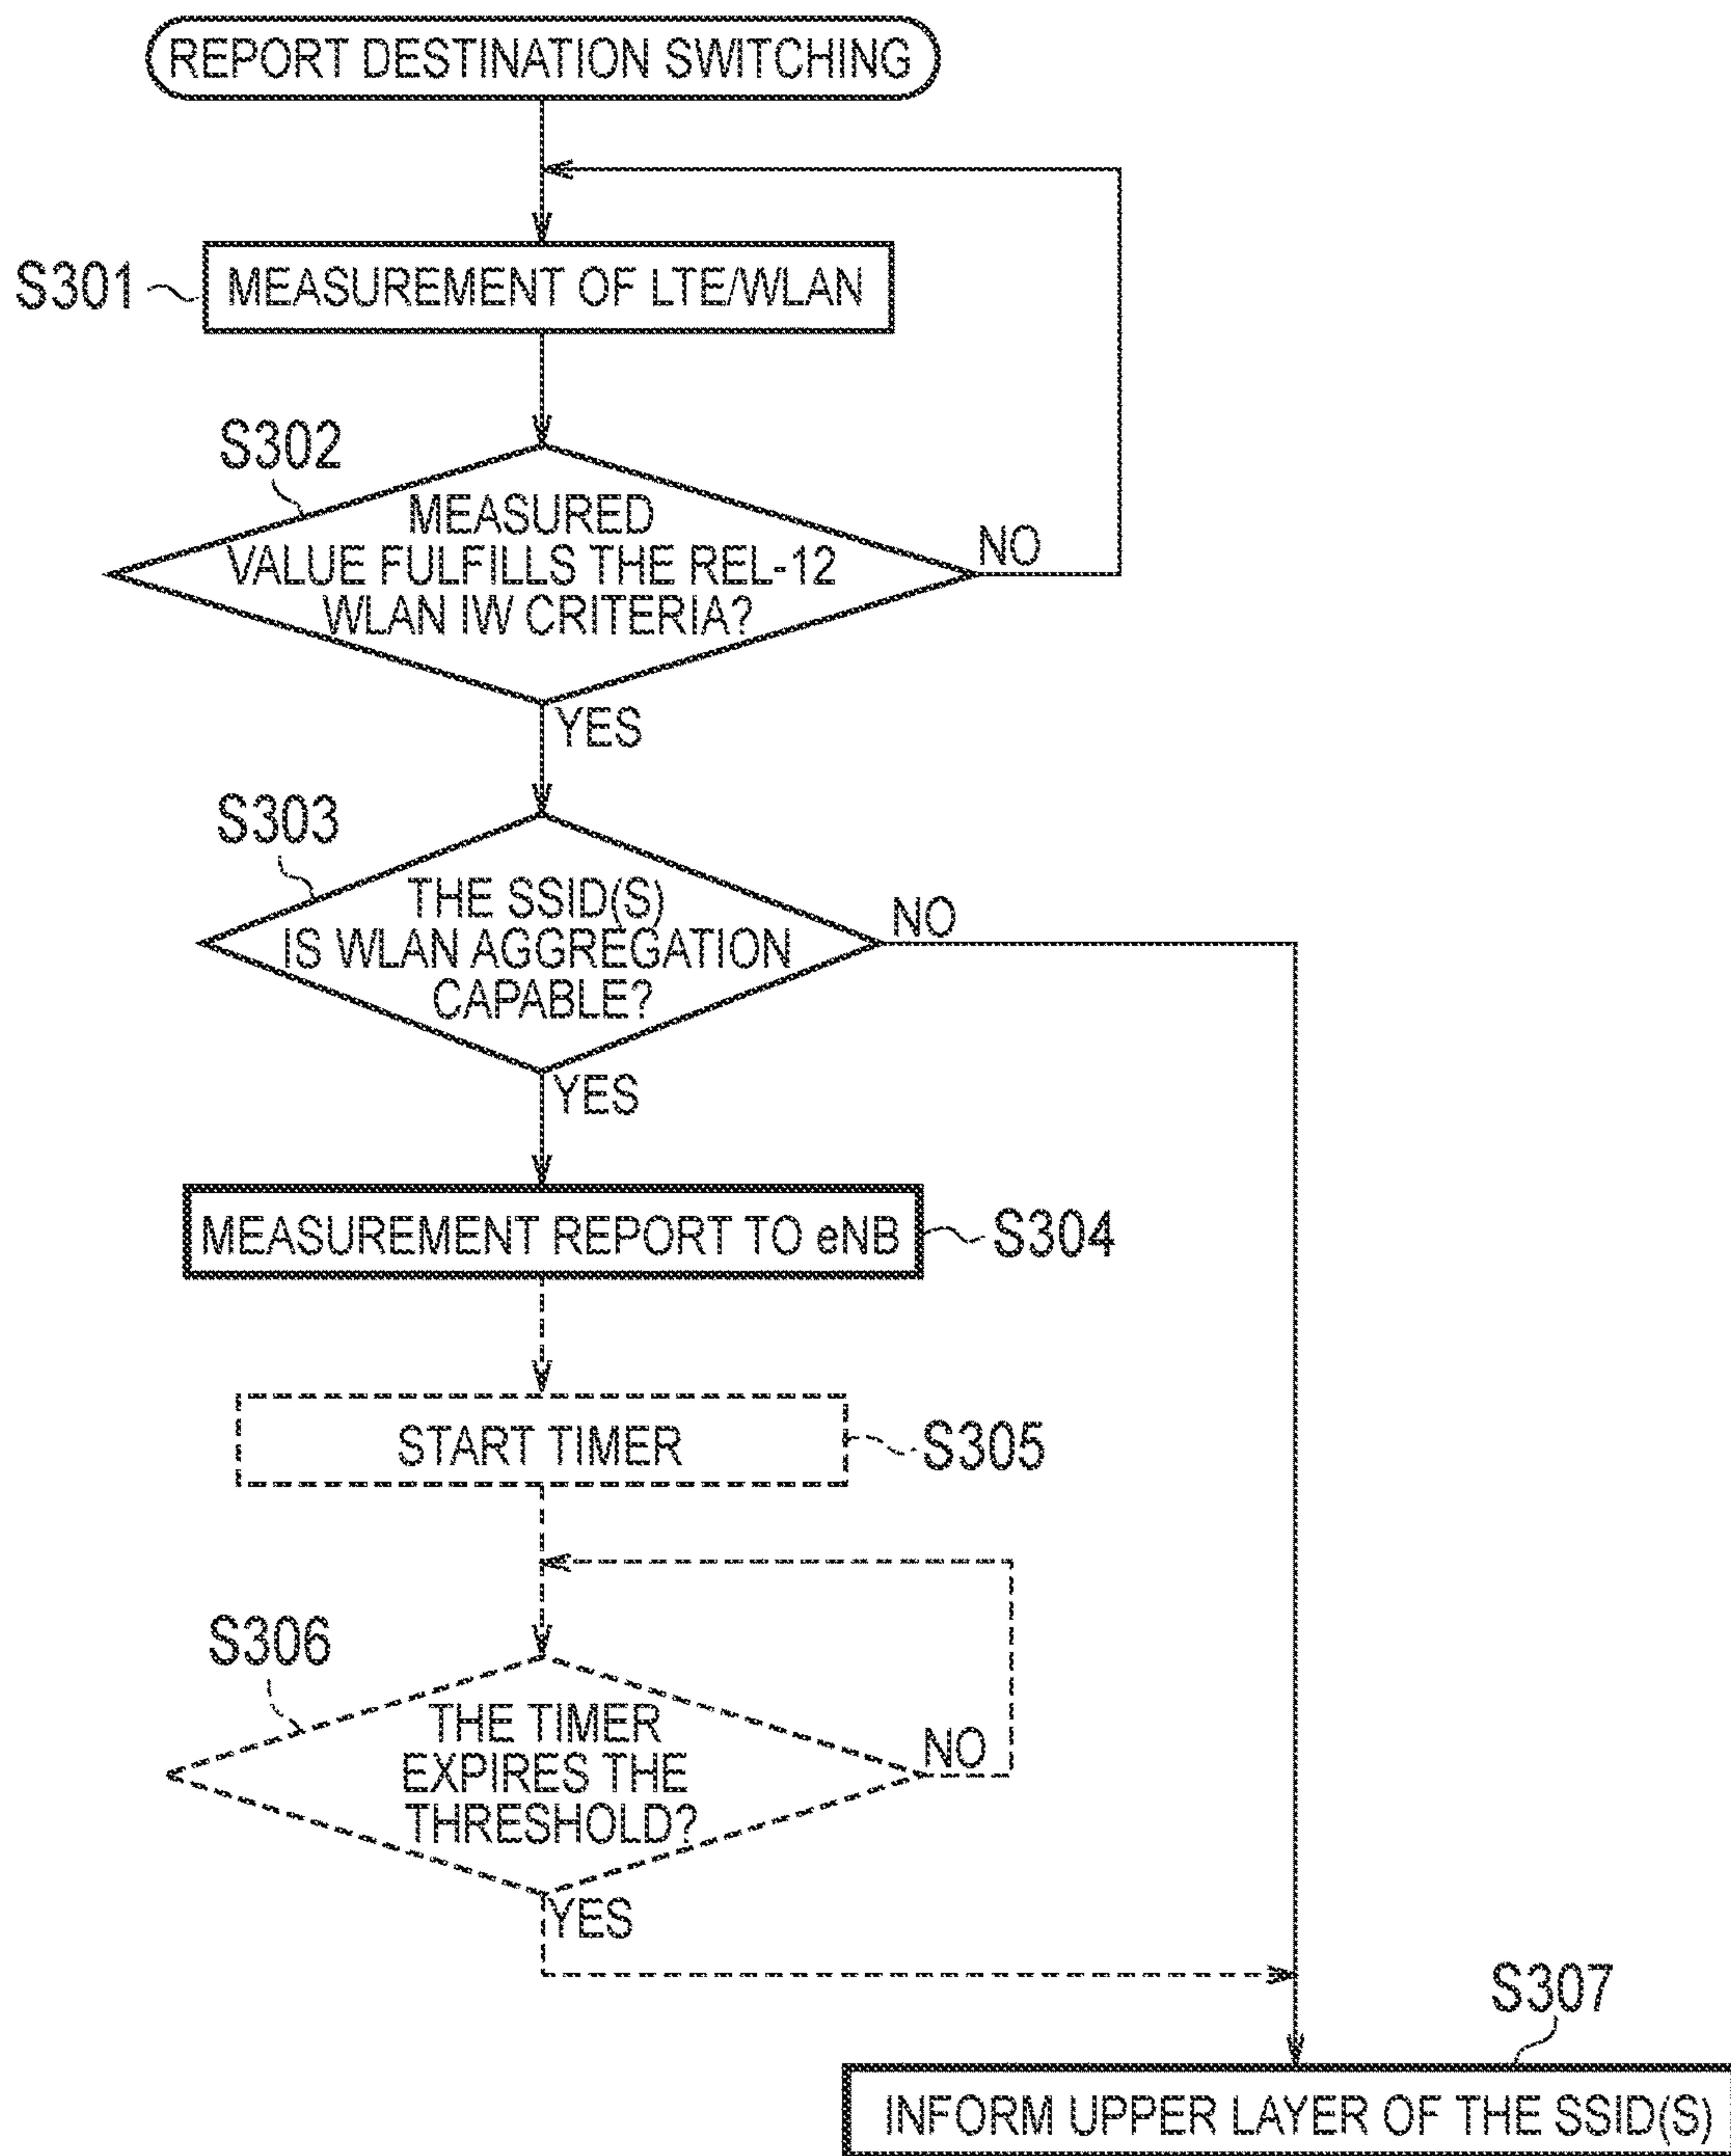 REPORT DESTINATION SWITCHING
S301
MEASUREMENT OF LTE/WLAN
S302
MEASURED
VALUE FULFILLS THE REL-12
WLAN IW CRITERIA?
NO
YES
S303
THE SSID(S)
IS WLAN AGGREGATION
CAPABLE?
NO
YES
MEASUREMENT REPORT TO eNB
S304
START TIMER
S305
S306
THE TIMER
EXPIRES THE
THRESHOLD?
NO
YES
S307
INFORM UPPER LAYER OF THE SSID(S)